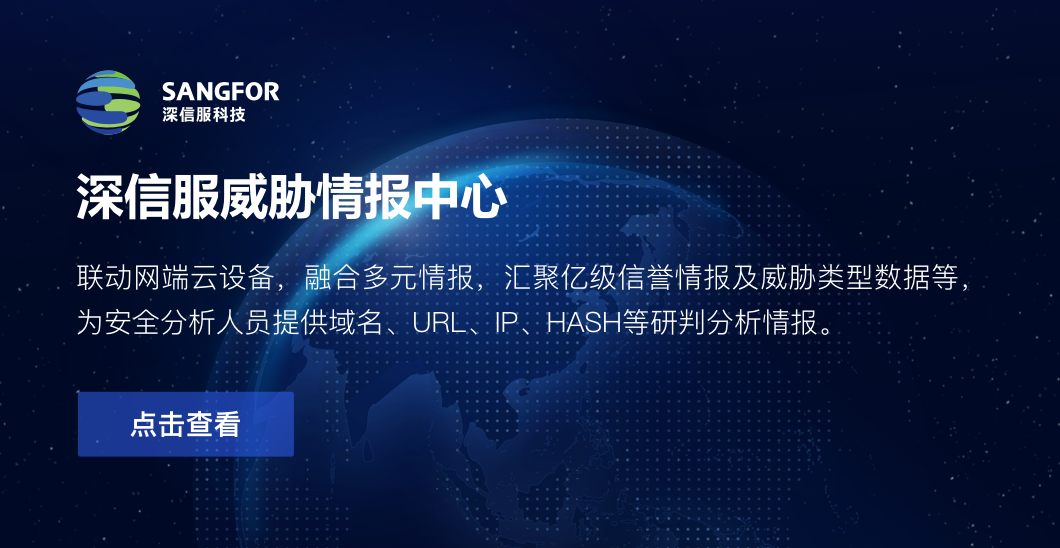 SANGFOR
深信服科技
深信服威胁情报中心
联动网端云设备，融合多元情报，汇聚亿级信誉情报及威胁类型数据等，
为安全分析人员提供域名、URL、IP、HASH等研判分析情报。
点击查看